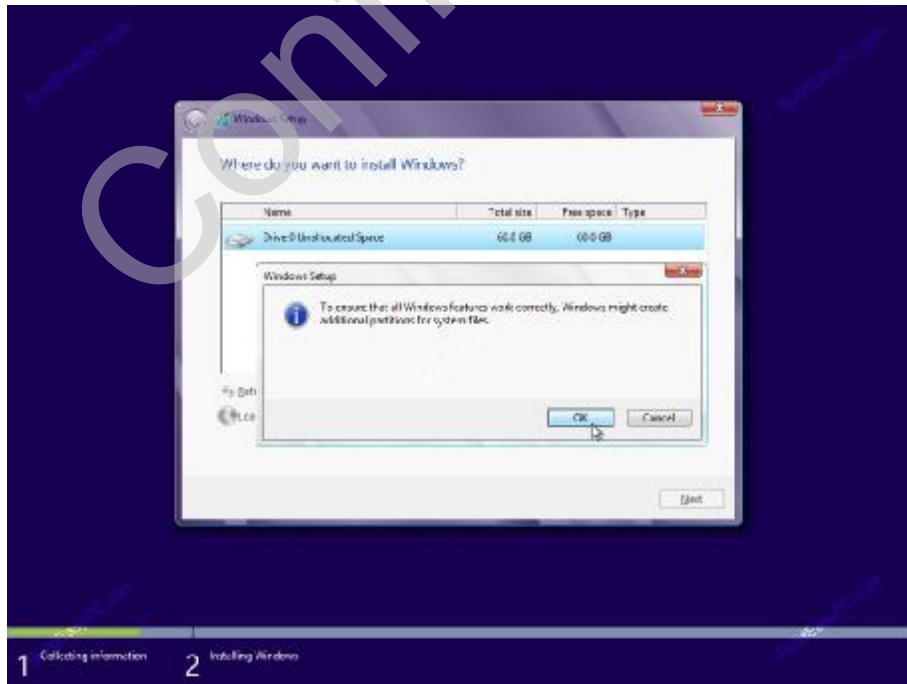 Windows Setup
Where do you want to install Windows?
Name Total size Free space Type
Drive 0 Unallocated Space 60.0 GB 60.0 GB
Windows Setup
To ensure that all Windows features work correctly, Windows might create
additional partitions for system files.
OK Cancel
Next
1 Collecting information 2 Installing Windows